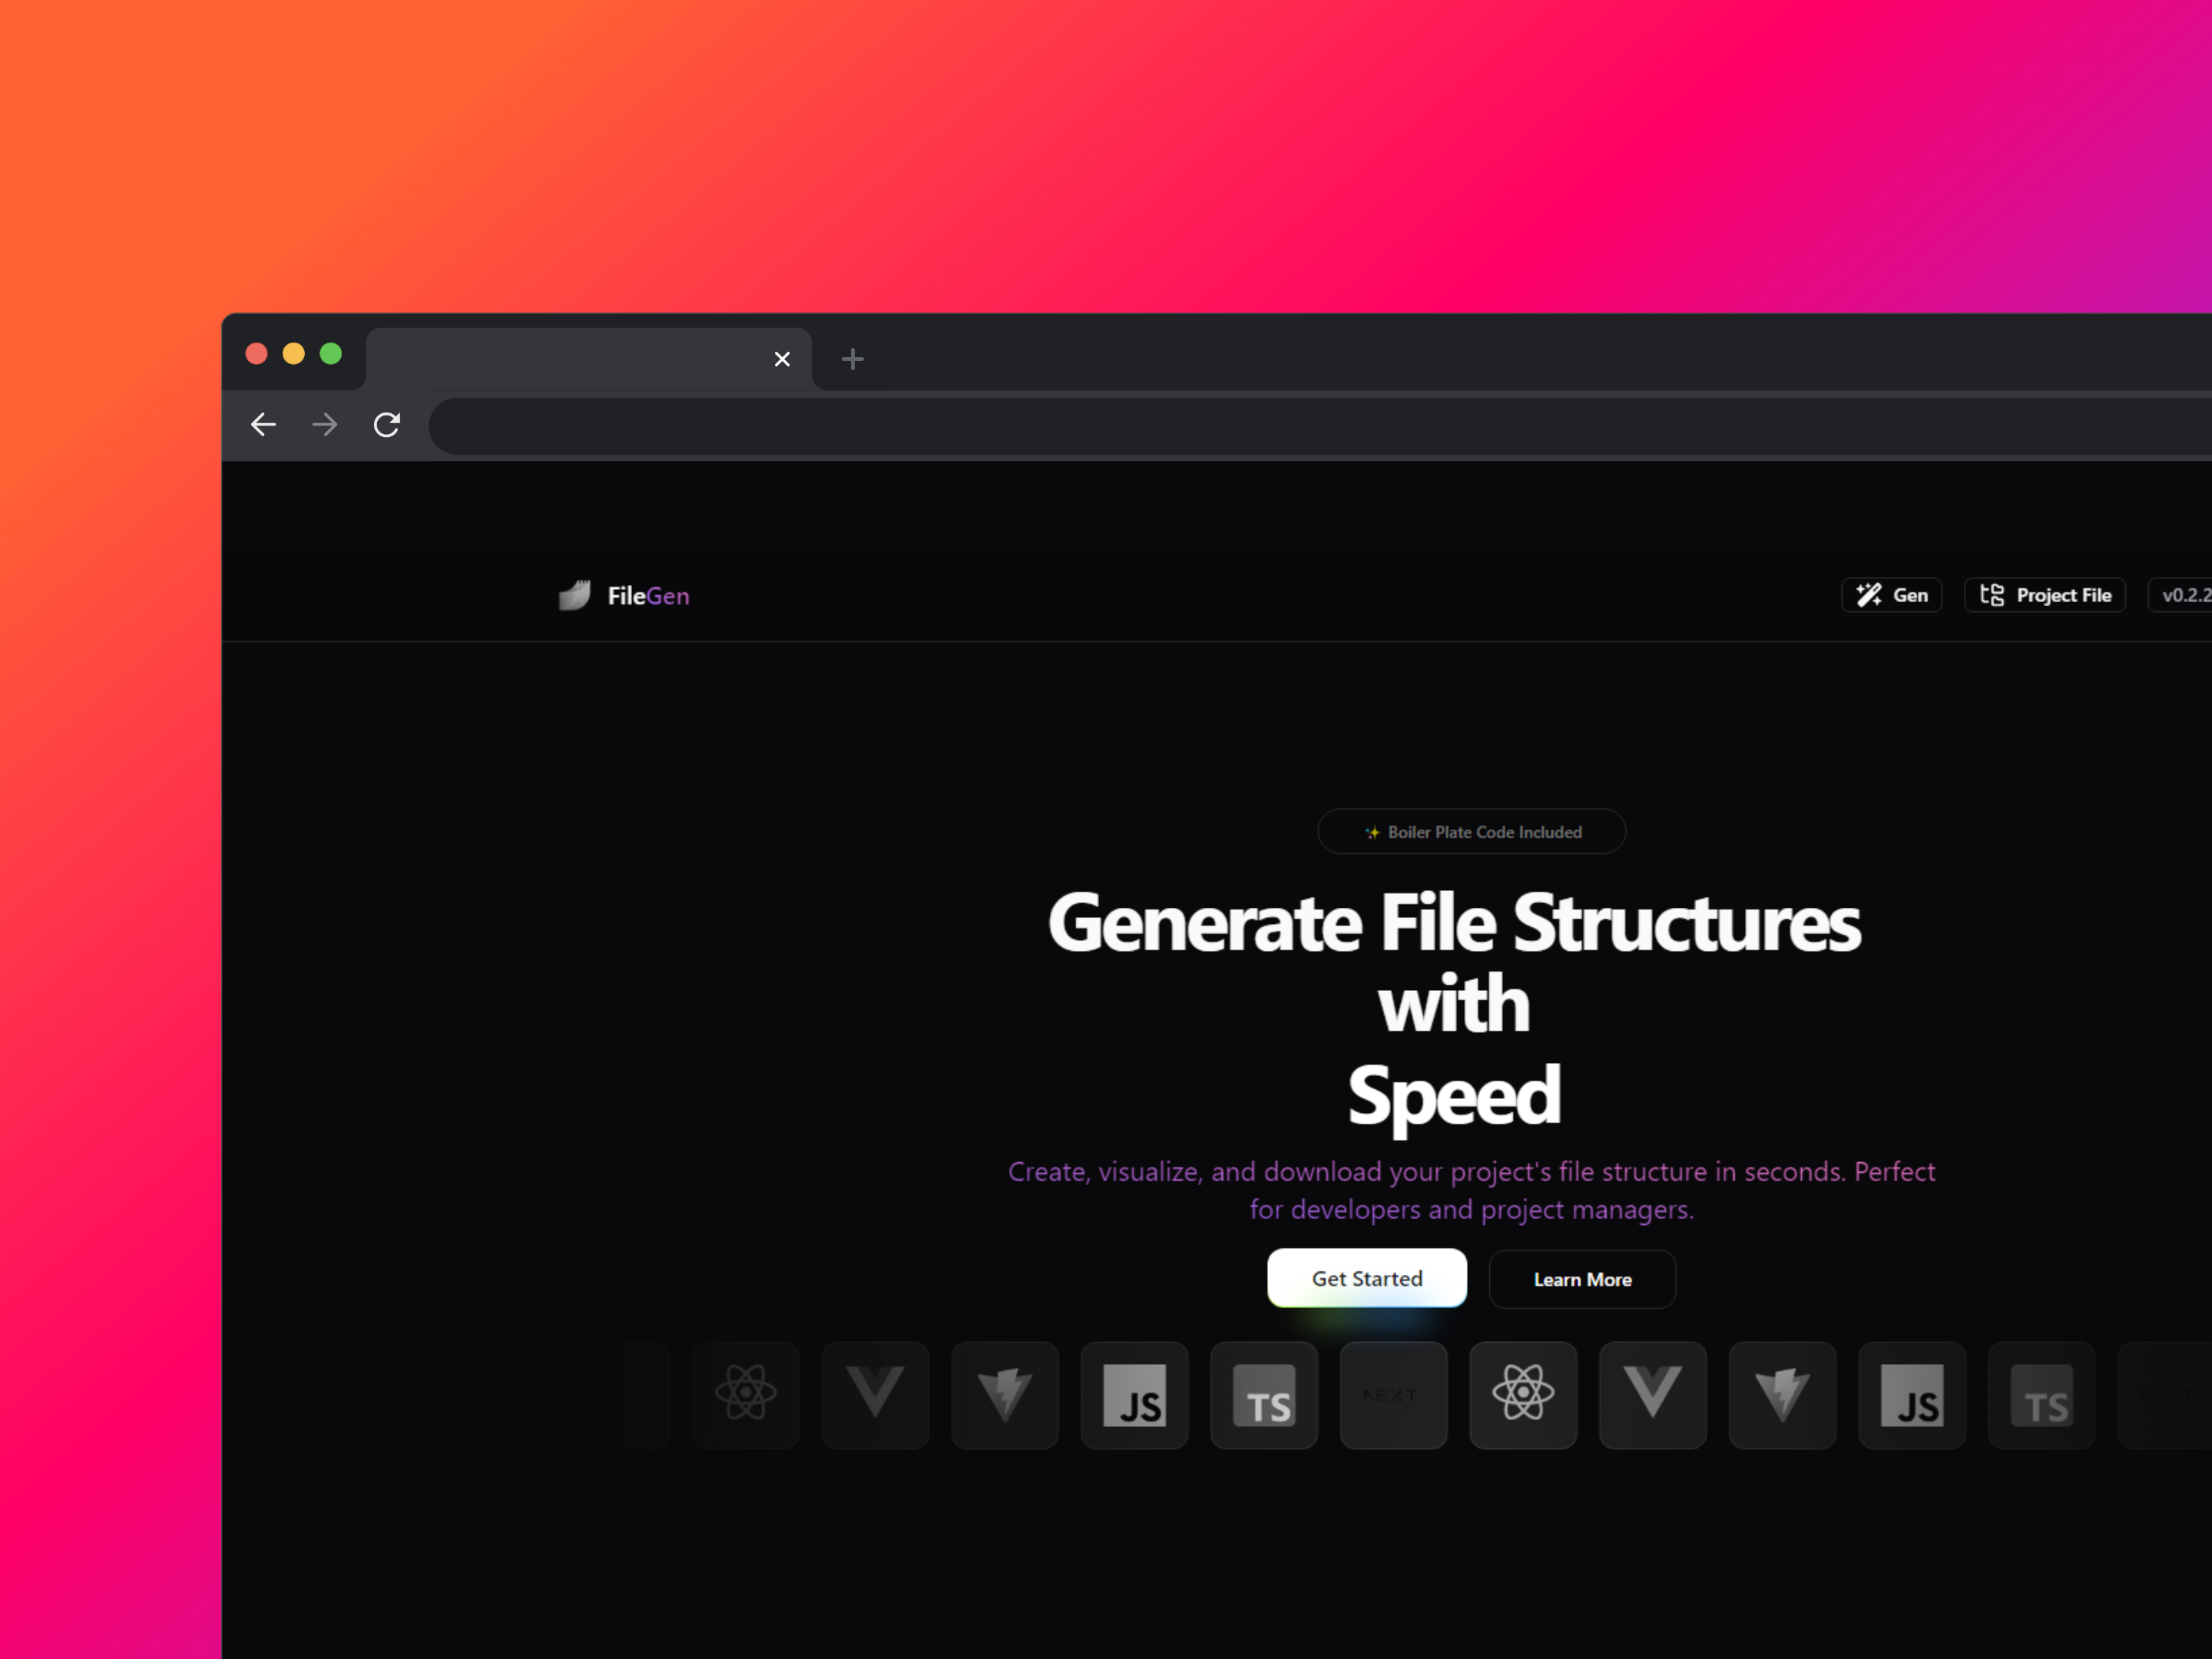 FileGen
Gen
Project File
v0.2.2
✨ Boiler Plate Code Included
Generate File Structures
with
Speed
Create, visualize, and download your project's file structure in seconds. Perfect
for developers and project managers.
Get Started
Learn More
JS
TS
NEXT
JS
TS